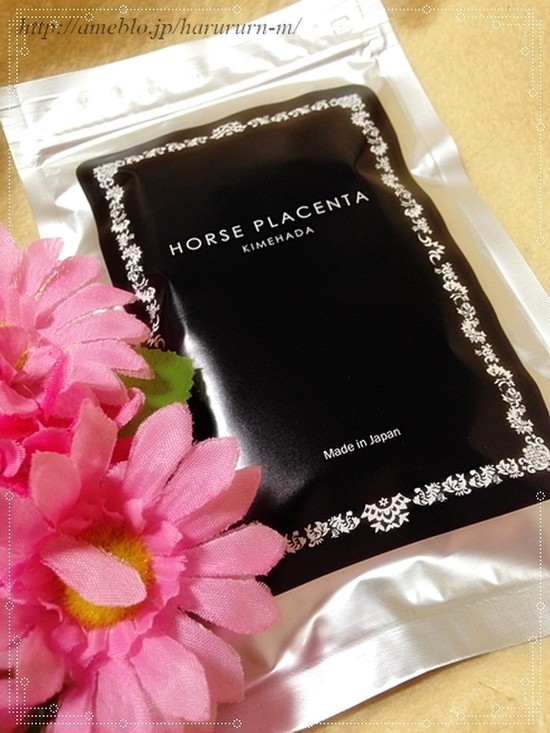 http://ameblo.jp/harururn-m/
HORSE PLACENTA
KIMEHADA
Made in Japan